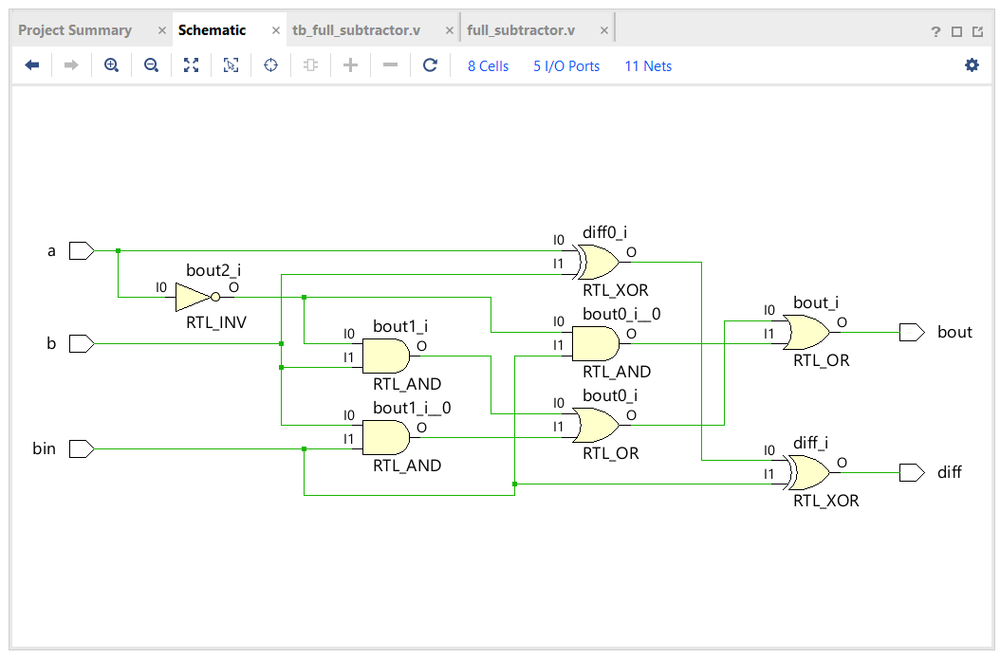 Project Summary × Schematic × tb_full_subtractor.v × full_subtractor.v × ?
8 Cells 5 I/O Ports 11 Nets
a
b
bin
bout2_i
I0 O
RTL_INV
bout1_i
I0
I1
O
RTL_AND
bout1_i__0
I0
I1
O
RTL_AND
diff0_i
I0
I1
O
RTL_XOR
bout0_i__0
I0
I1
O
RTL_AND
bout0_i
I0
I1
O
RTL_OR
bout_i
I0
I1
O
RTL_OR
bout
diff_i
I0
I1
O
RTL_XOR
diff